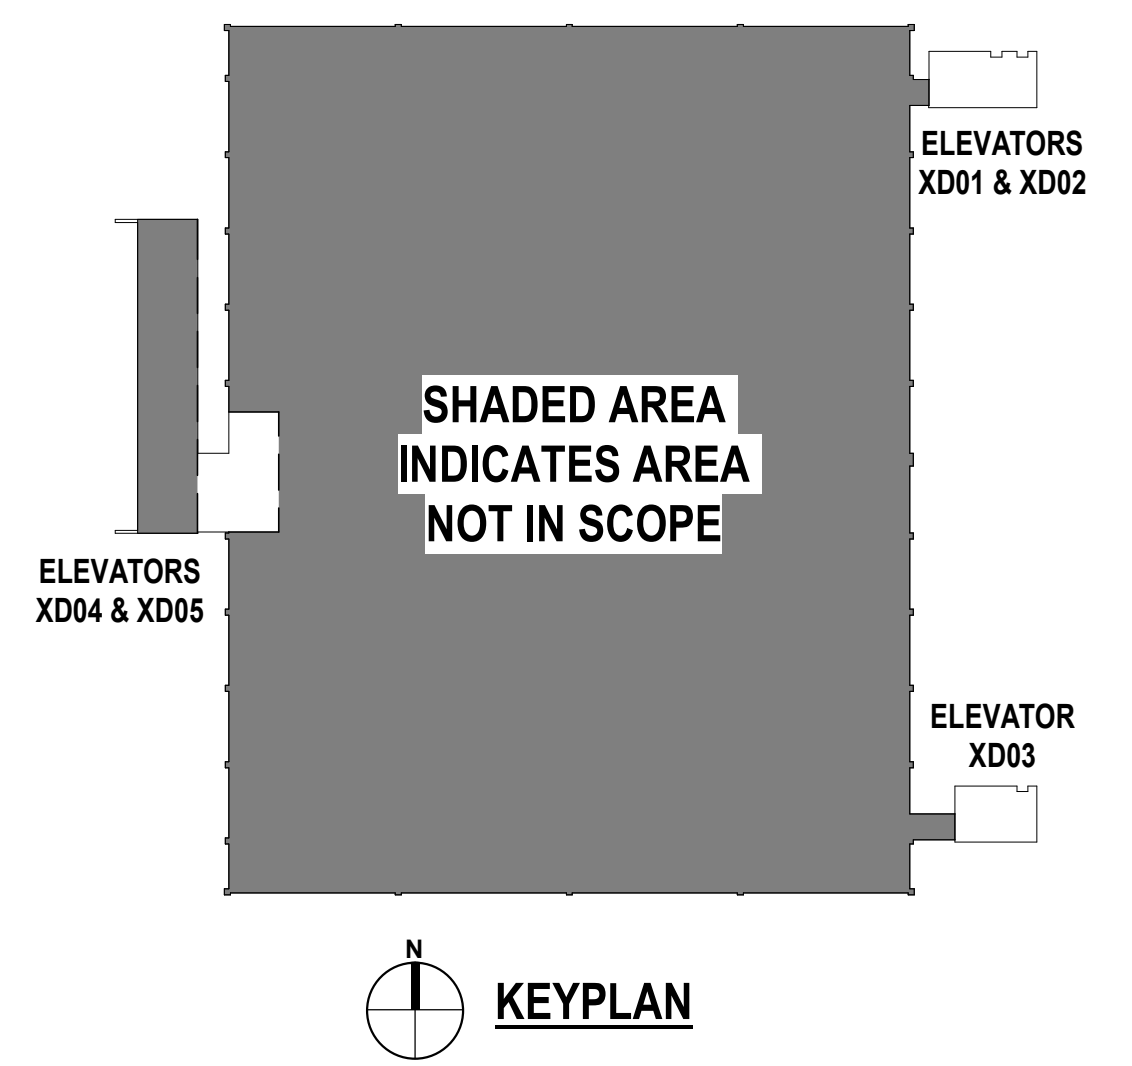 ELEVATORS
XD01 & XD02
SHADED AREA
INDICATES AREA
NOT IN SCOPE
ELEVATORS
XD04 & XD05
ELEVATOR
XD03
N
KEYPLAN